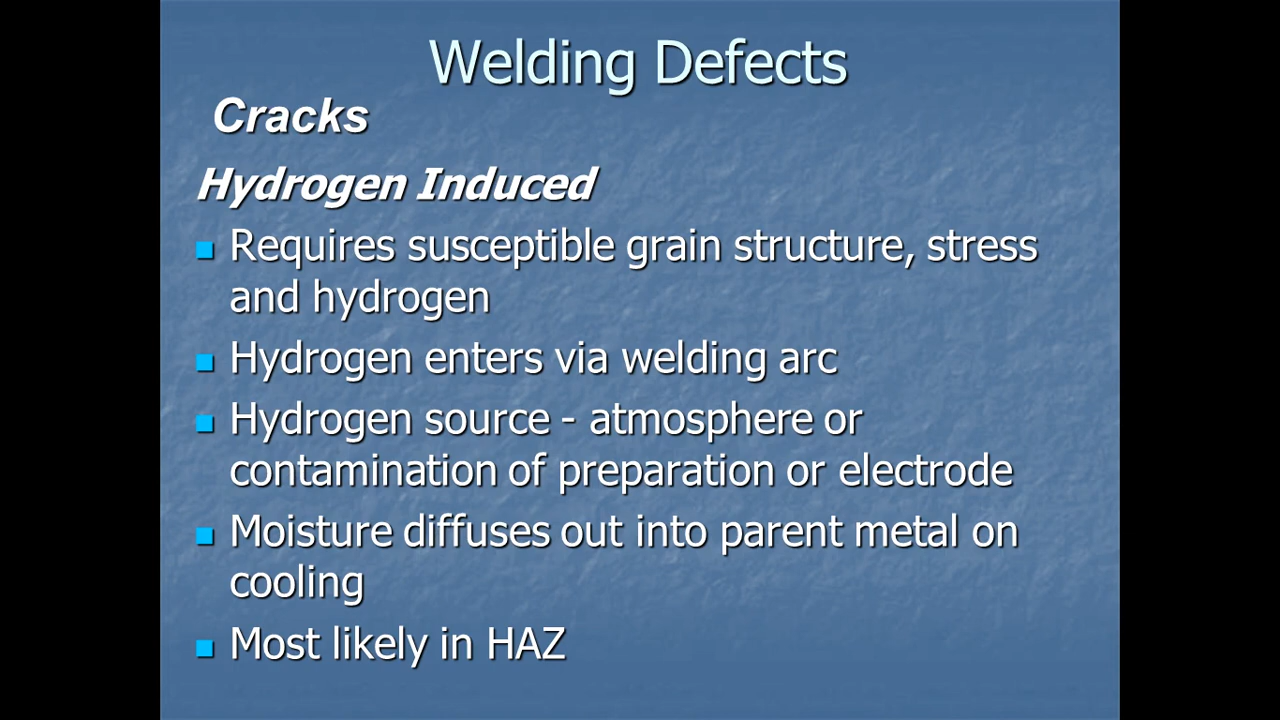 Welding Defects
Cracks
Hydrogen Induced
Requires susceptible grain structure, stress
and hydrogen
Hydrogen enters via welding arc
Hydrogen source - atmosphere or
contamination of preparation or electrode
Moisture diffuses out into parent metal on
cooling
Most likely in HAZ